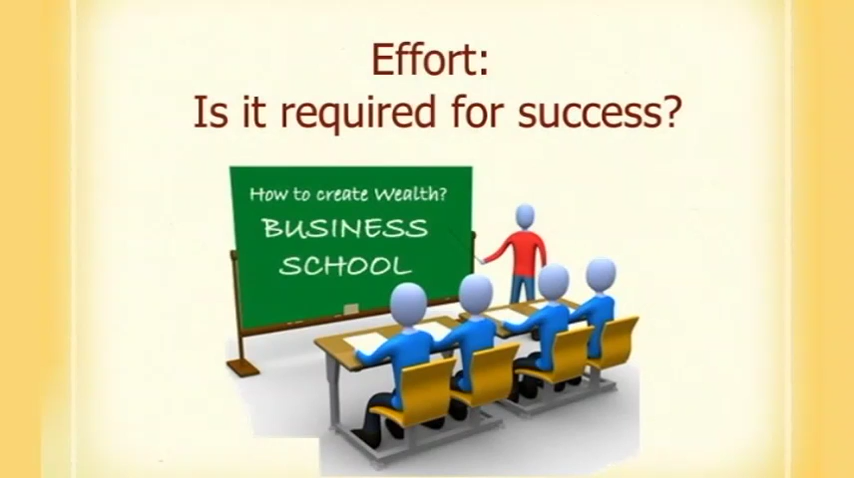 Effort:
Is it required for success?
How to create Wealth?
BUSINESS
SCHOOL